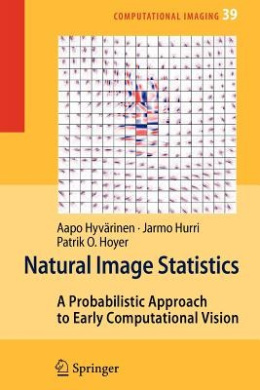 COMPUTATIONAL IMAGING 39
Aapo Hyvärinen · Jarmo Hurri
Patrik O. Hoyer
Natural Image Statistics
A Probabilistic Approach
to Early Computational Vision
Springer